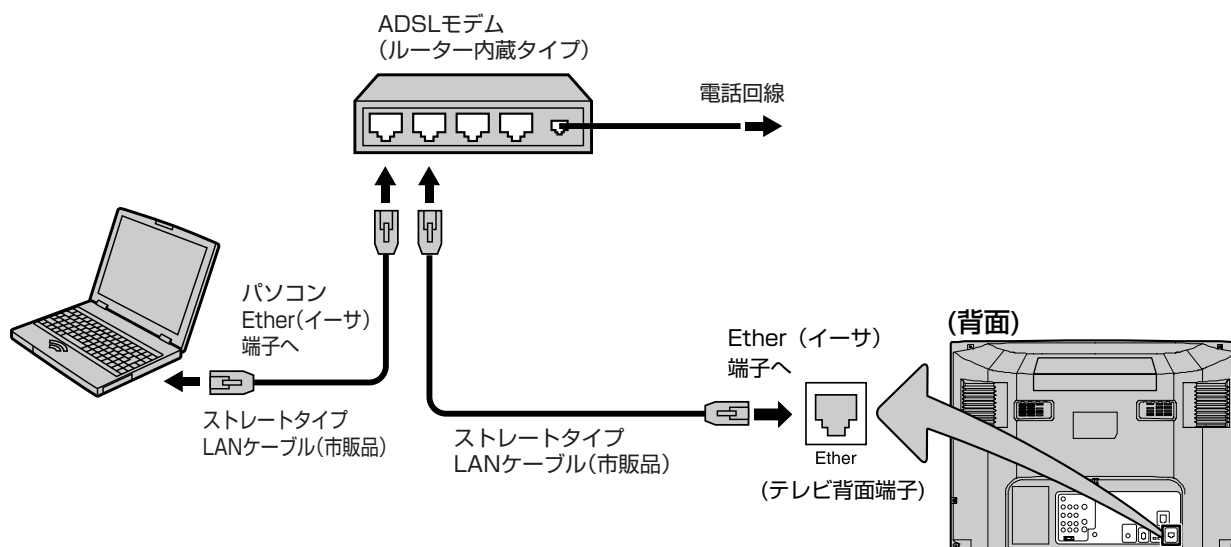 ADSLモデム
(ルーター内蔵タイプ)
電話回線
パソコン
Ether(イーサ)
端子へ
ストレートタイプ
LANケーブル(市販品)
ストレートタイプ
LANケーブル(市販品)
Ether (イーサ)
端子へ
Ether
(テレビ背面端子)
(背面)